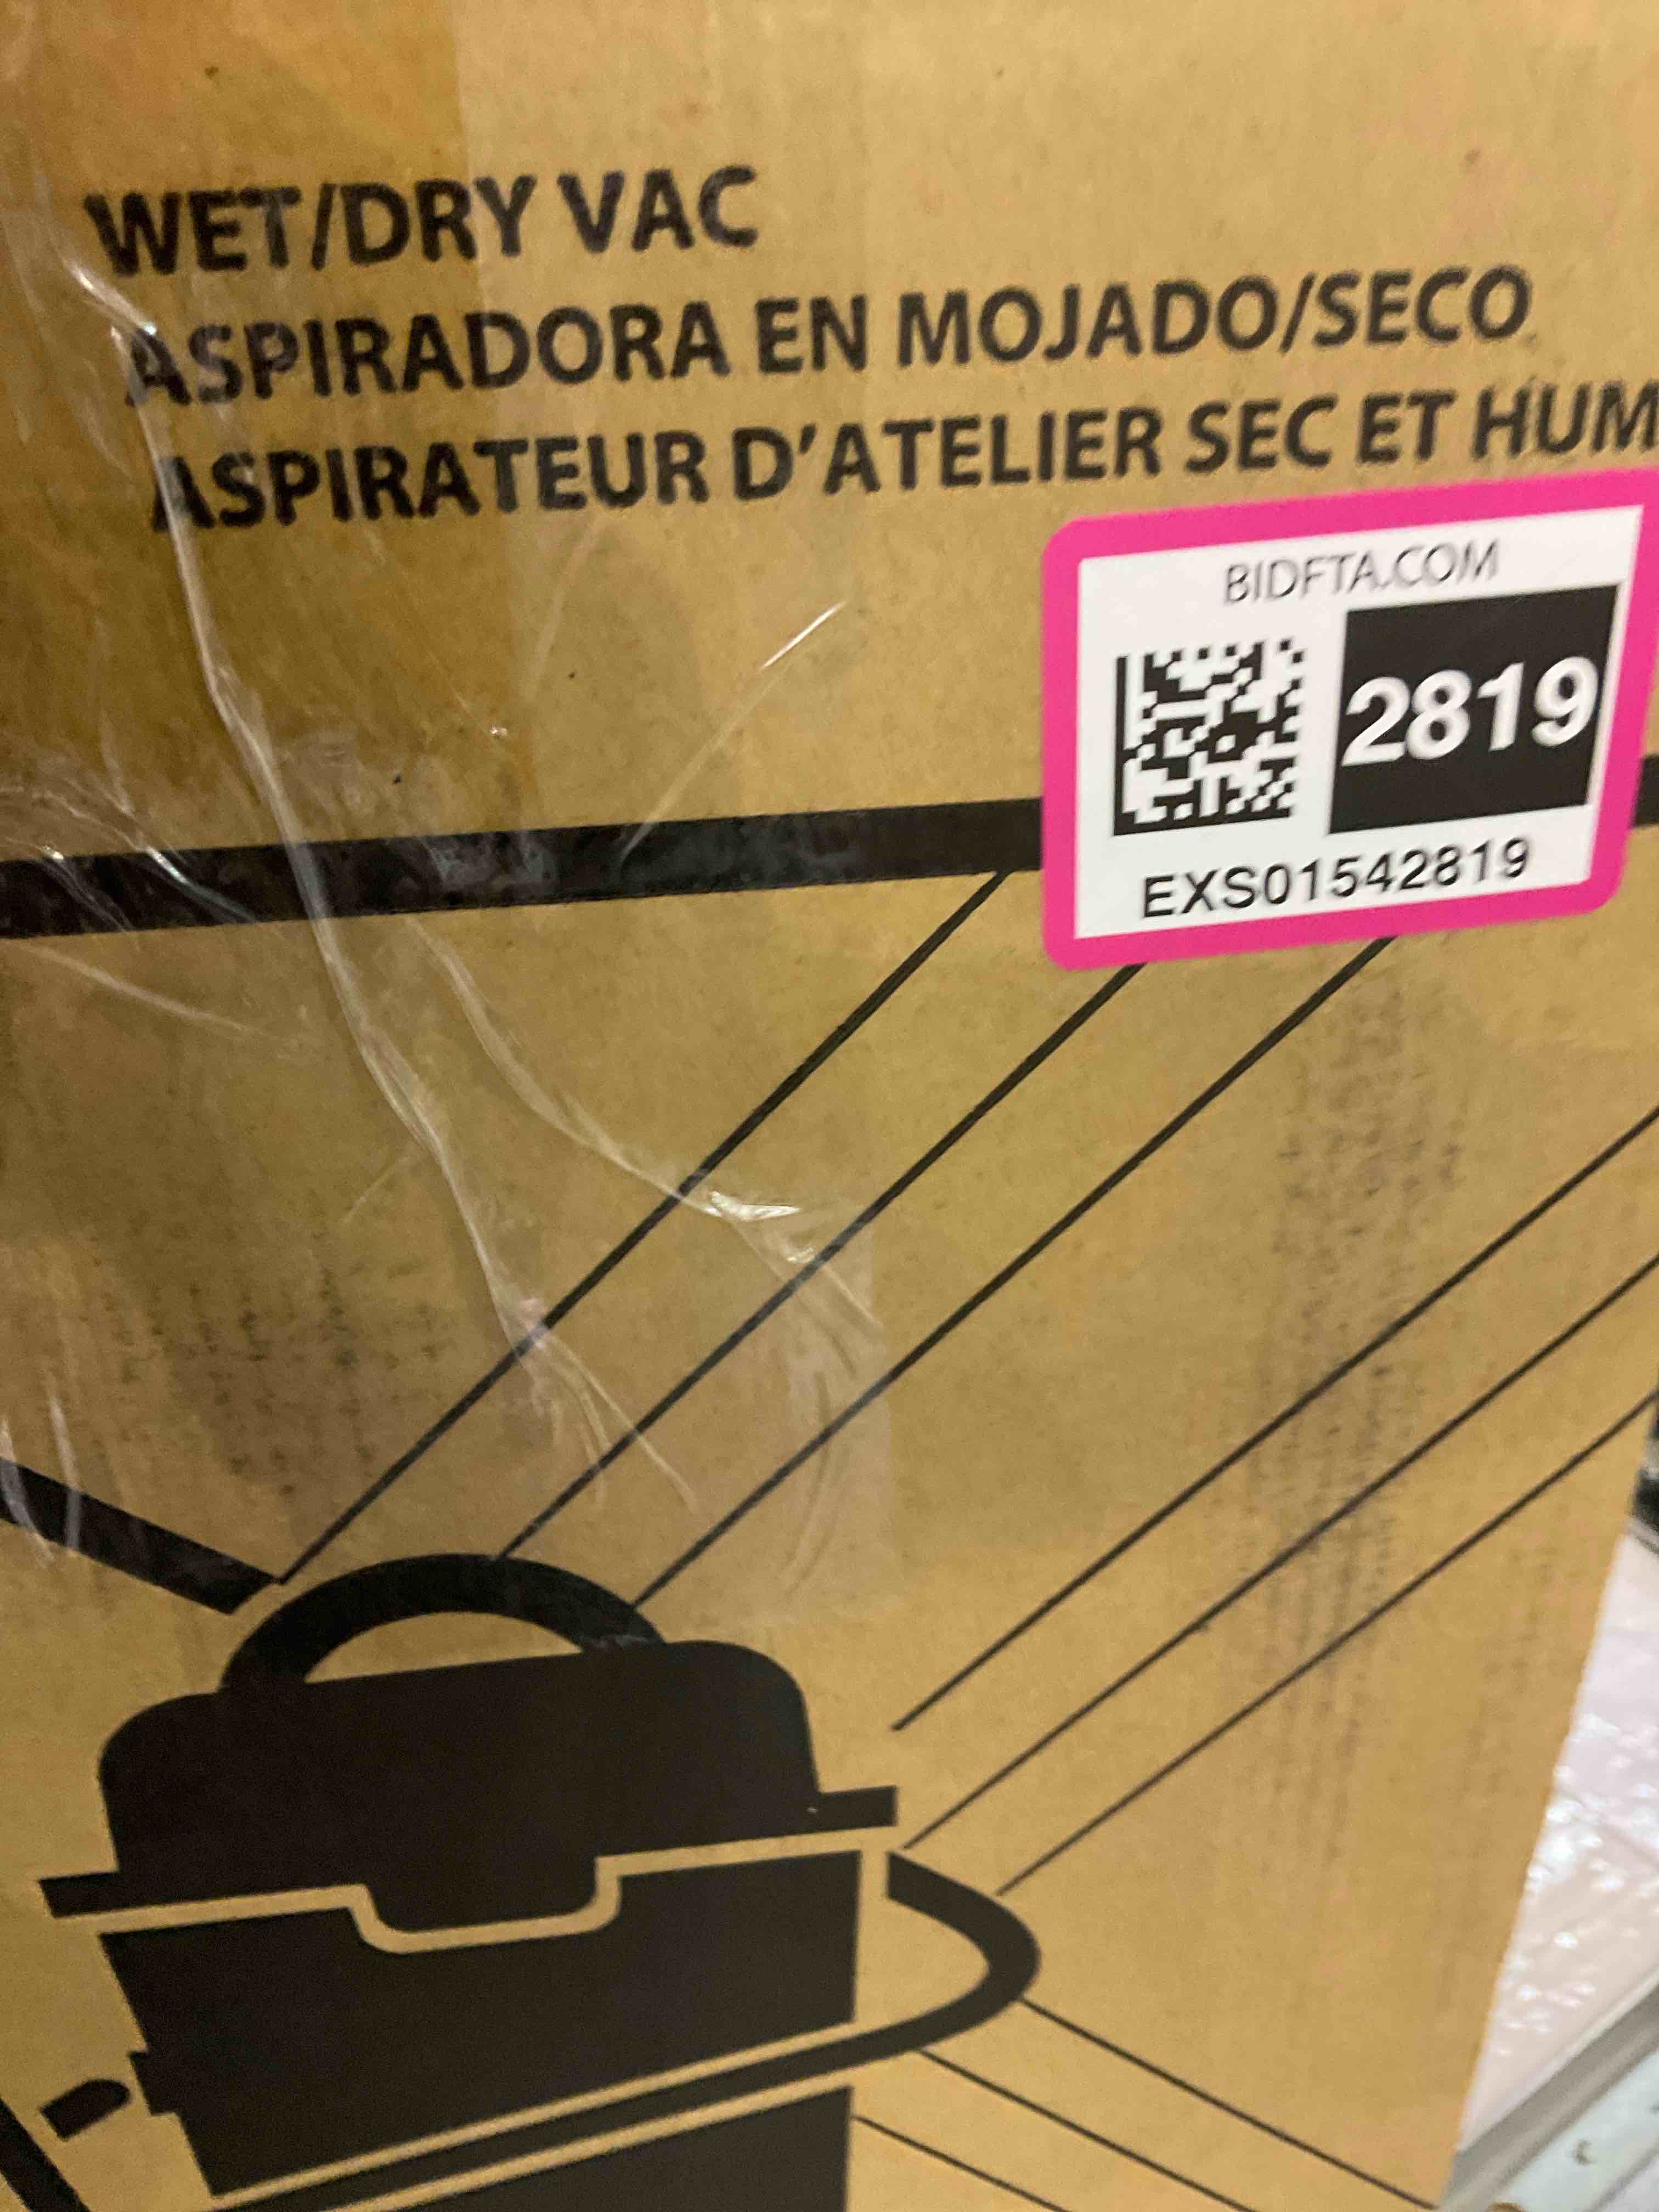 WET/DRY VAC
ASPIRADORA EN MOJADO/SECO
ASPIRATEUR D'ATELIER SEC ET HUM
BIDFTA.COM
2819
EXS01542819